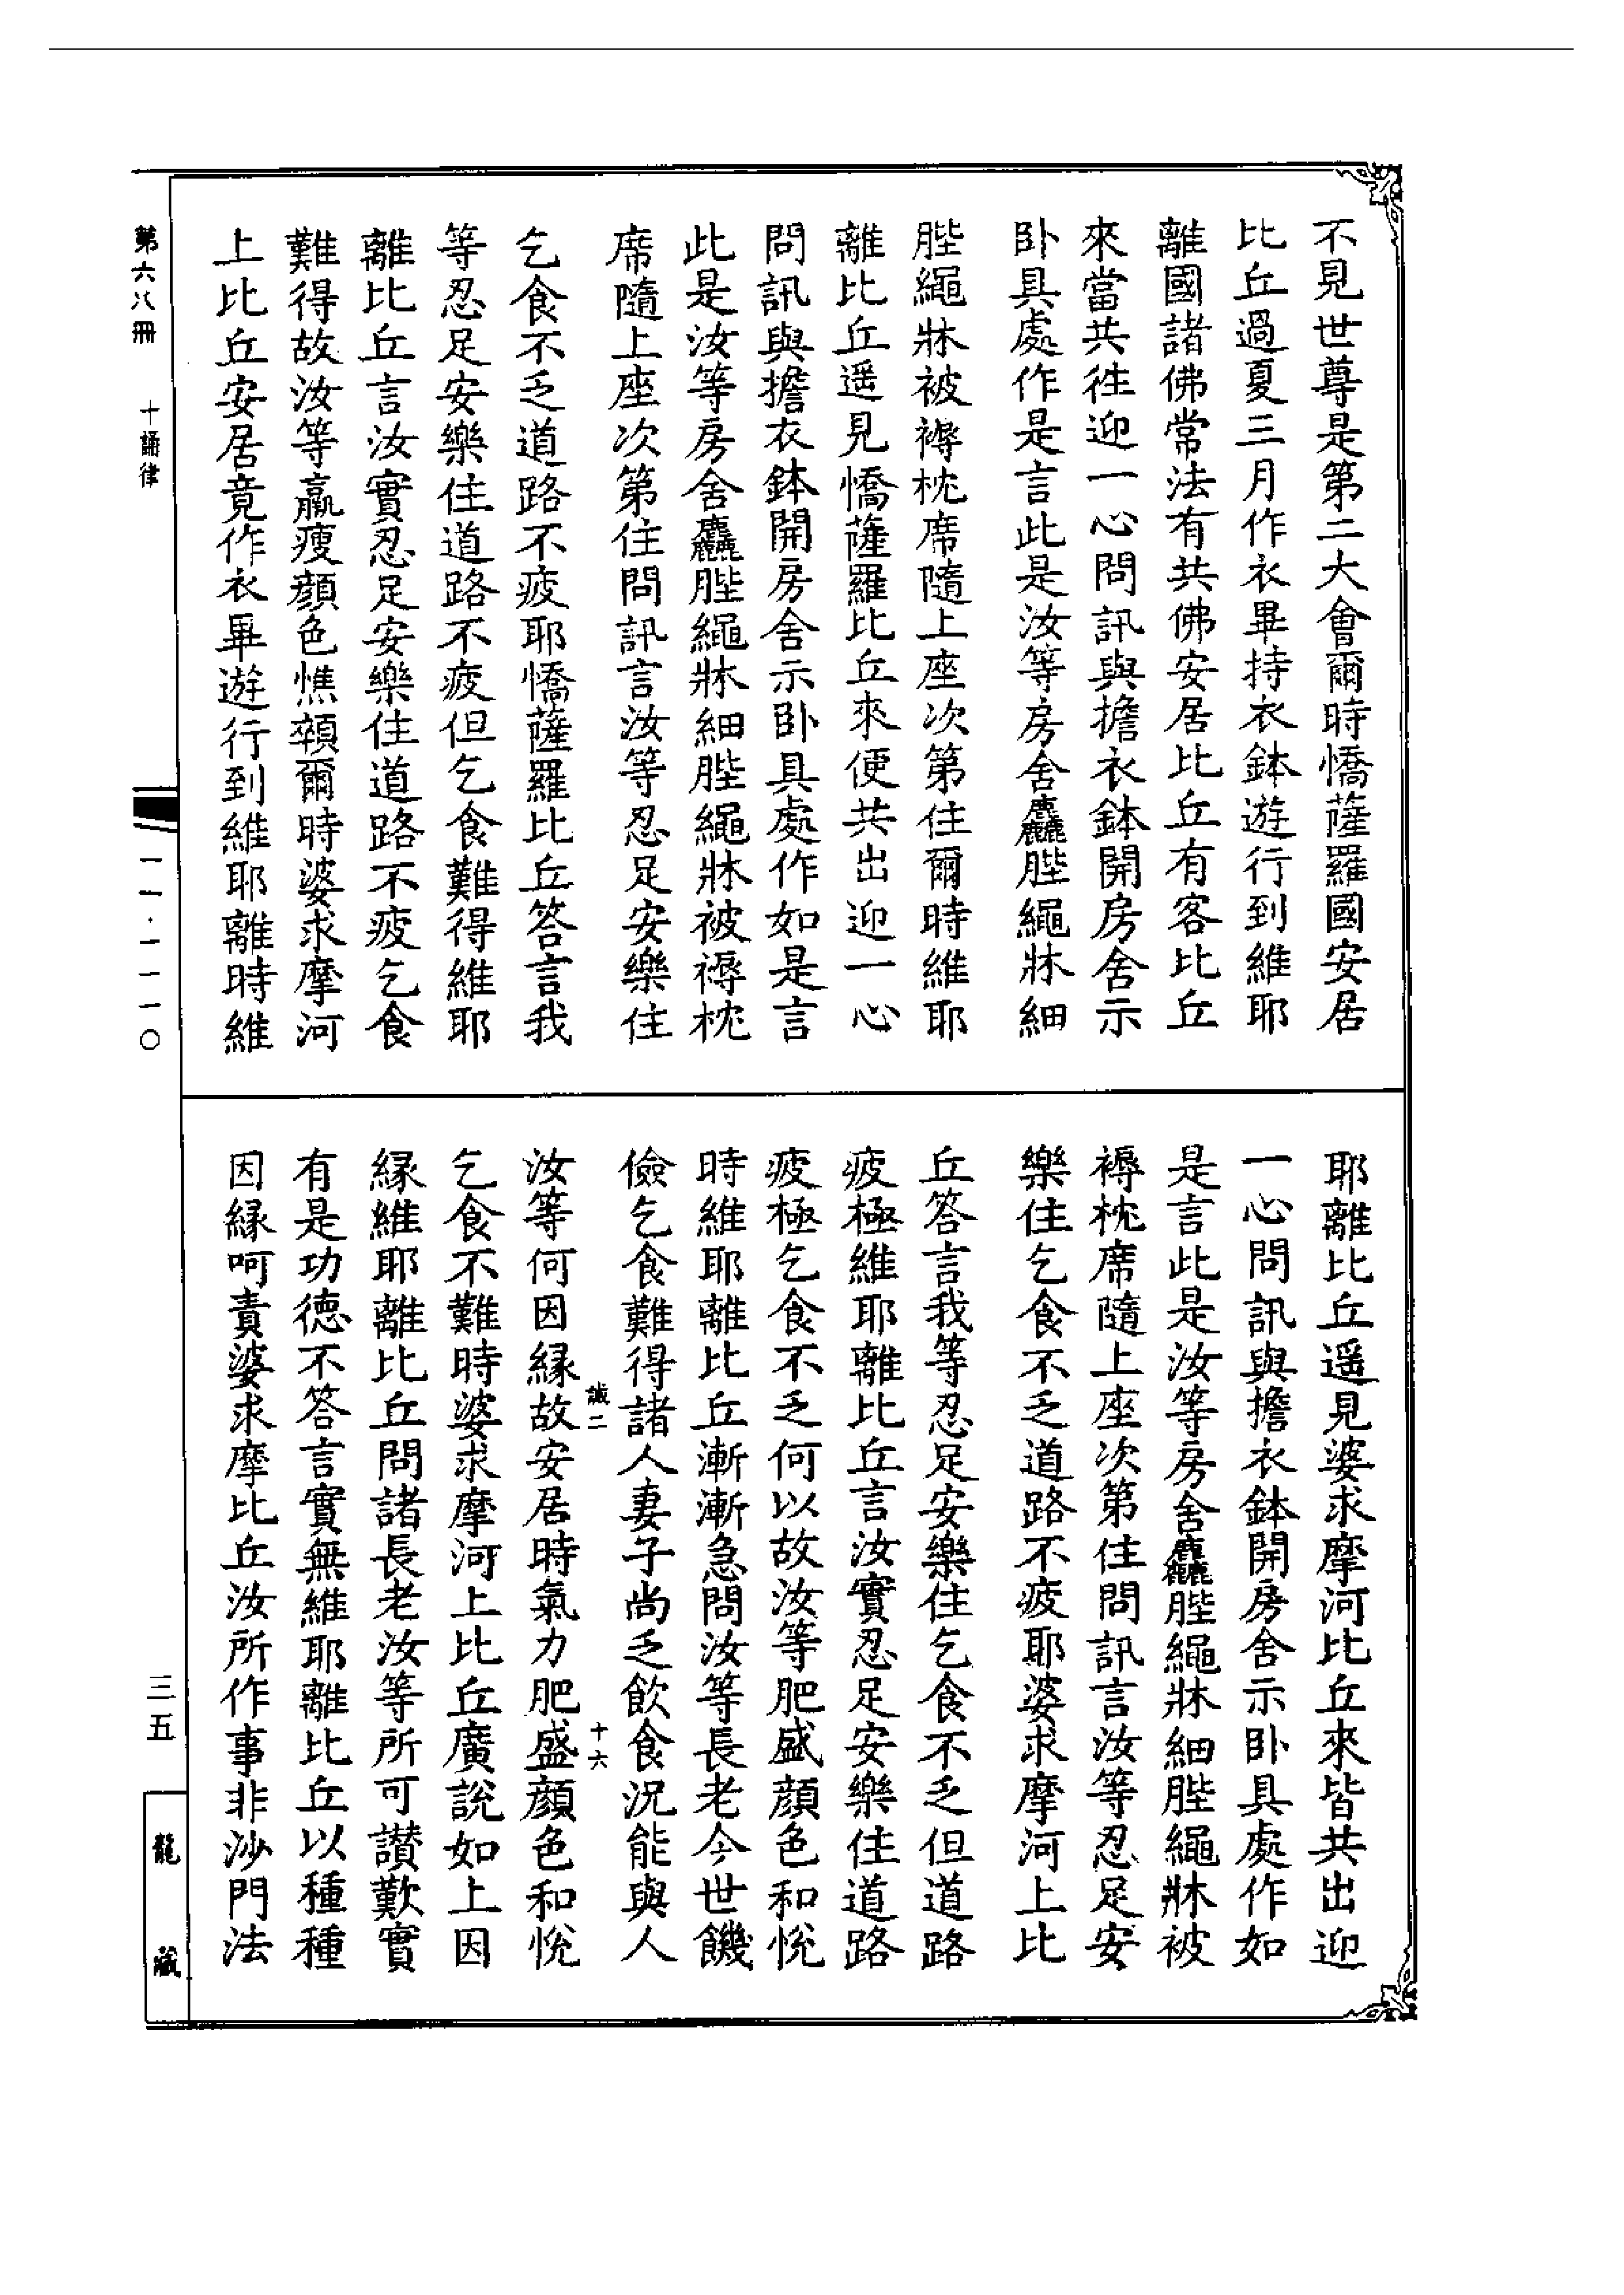 不見世尊是第二大會爾時憍薩羅國安居
比丘過夏三月作衣畢持衣鉢遊行到維耶
離國諸佛常法有共佛安居比丘有客比丘
來當共徃迎一心問訊與擔衣鉢開房舍示
卧具處作是言此是汝等房舍麤䏶繩牀細
䏶繩牀被褥枕席隨上座次第住爾時維耶
離比丘遥見憍薩羅比丘來便共出迎一心
問訊與擔衣鉢開房舍示卧具處作如是言
此是汝等房舍麤䏶繩牀細䏶繩牀被褥枕
席隨上座次第住問訊言汝等忍足安樂住
乞食不乏道路不疲耶憍薩羅比丘答言我
等忍足安樂住道路不疲但乞食難得維耶
離比丘言汝實忍足安樂住道路不疲乞食
難得故汝等羸瘦顏色憔顇爾時婆求摩河
上比丘安居竟作衣畢遊行到維耶離時維
耶離比丘遥見婆求摩河比丘來皆共出迎
一心問訊與擔衣鉢開房舍示卧具處作如
是言此是汝等房舍麤䏶繩牀細䏶繩牀被
褥枕席隨上座次第住問訊言汝等忍足安
樂住乞食不乏道路不疲耶婆求摩河上比
丘答言我等忍足安樂住乞食不乏但道路
疲極維耶離比丘言汝實忍足安樂住道路
疲極乞食不乏何以故汝等肥盛顏色和悅
時維耶離比丘漸漸急問汝等長老今世饑
儉乞食難得諸人妻子尚乏飲食況能與人
誡二
十六
汝等何因緣故安居時氣力肥盛顏色和悅
乞食不難時婆求摩河上比丘廣說如上因
緣維耶離比丘問諸長老汝等所可讃歎實
有是功德不答言實無維耶離比丘以種種
因緣呵責婆求摩比丘汝所作事非沙門法
第六八冊
十誦律
一一·一一一〇
三五
龍藏